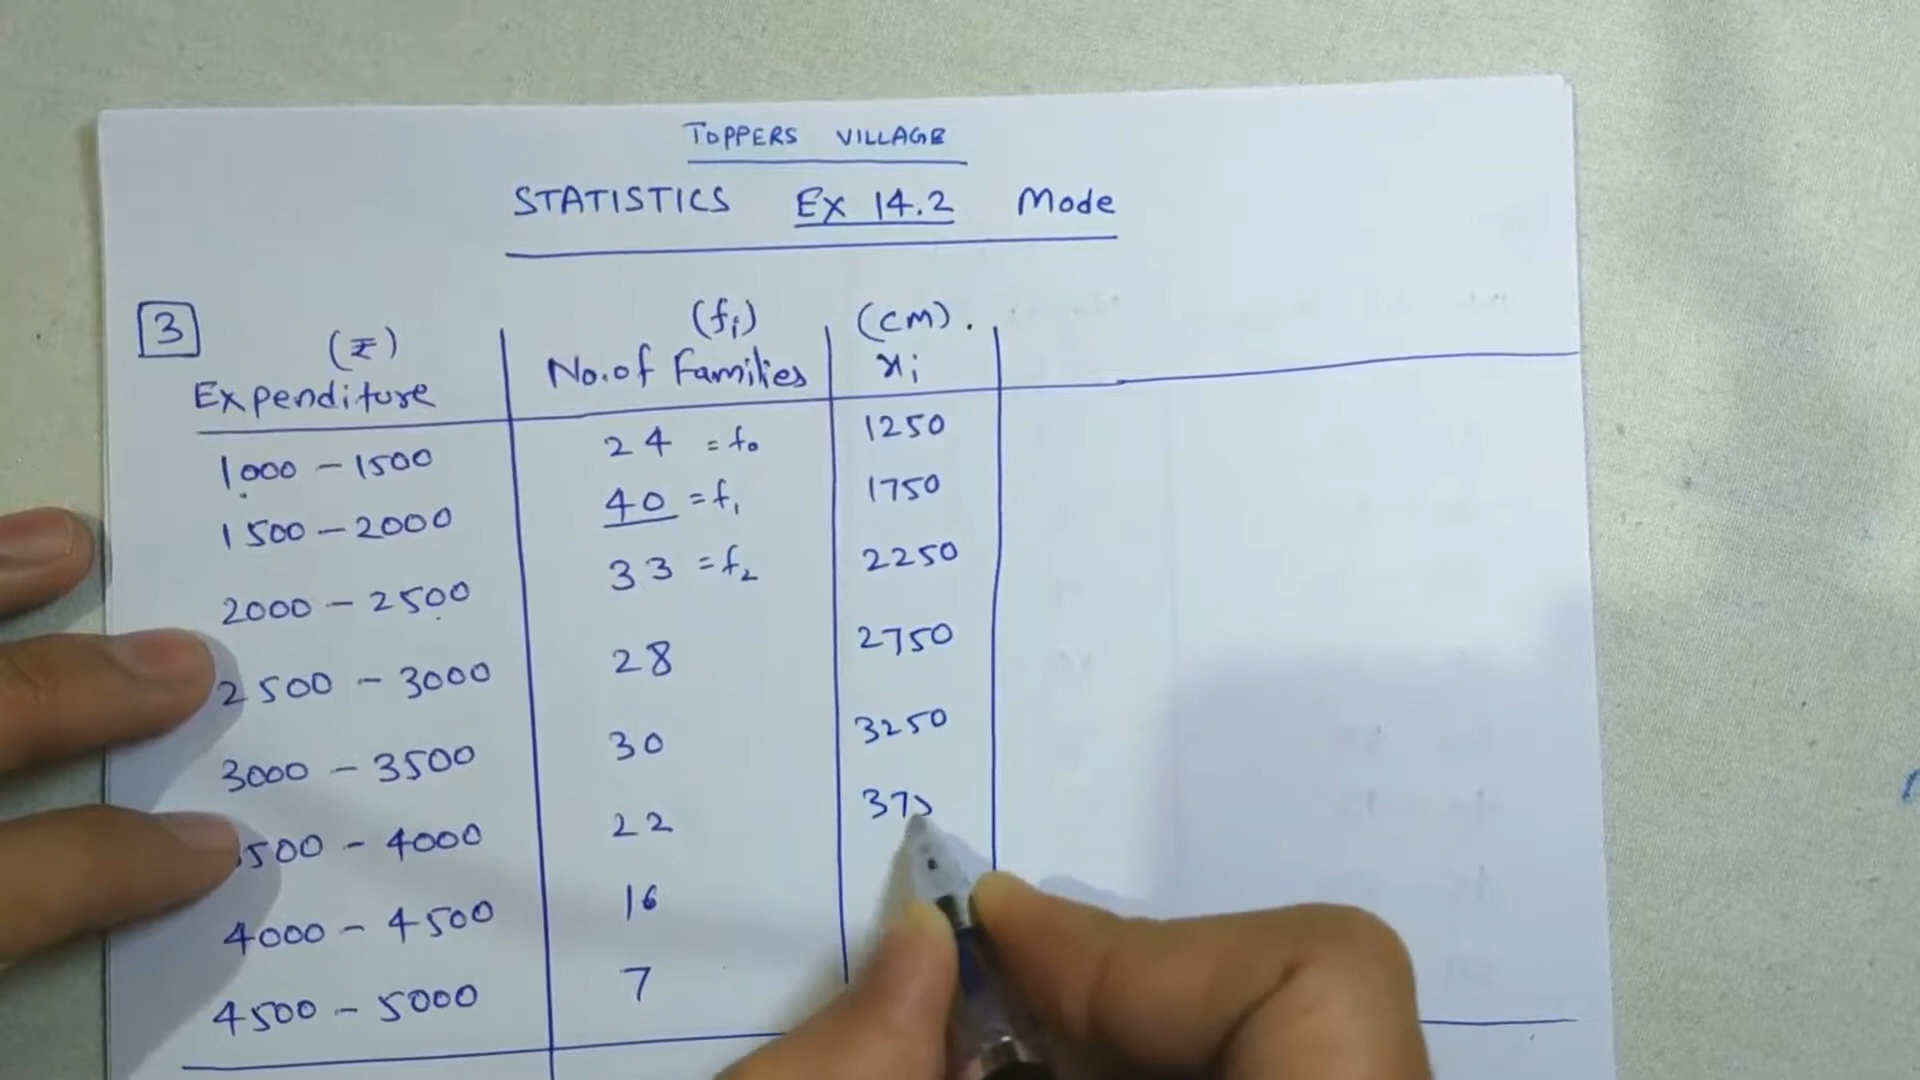 TOPPERS VILLAGE
STATISTICS Ex 14.2 Mode
3
(₹) (fi) (cm).
Expenditure No. of Families xi
1000 - 1500 24 = f₀ 1250
1500 - 2000 40 = f₁ 1750
2000 - 2500 33 = f₂ 2250
2500 - 3000 28 2750
3000 - 3500 30 3250
500 - 4000 22 375
4000 - 4500 16
4500 - 5000 7